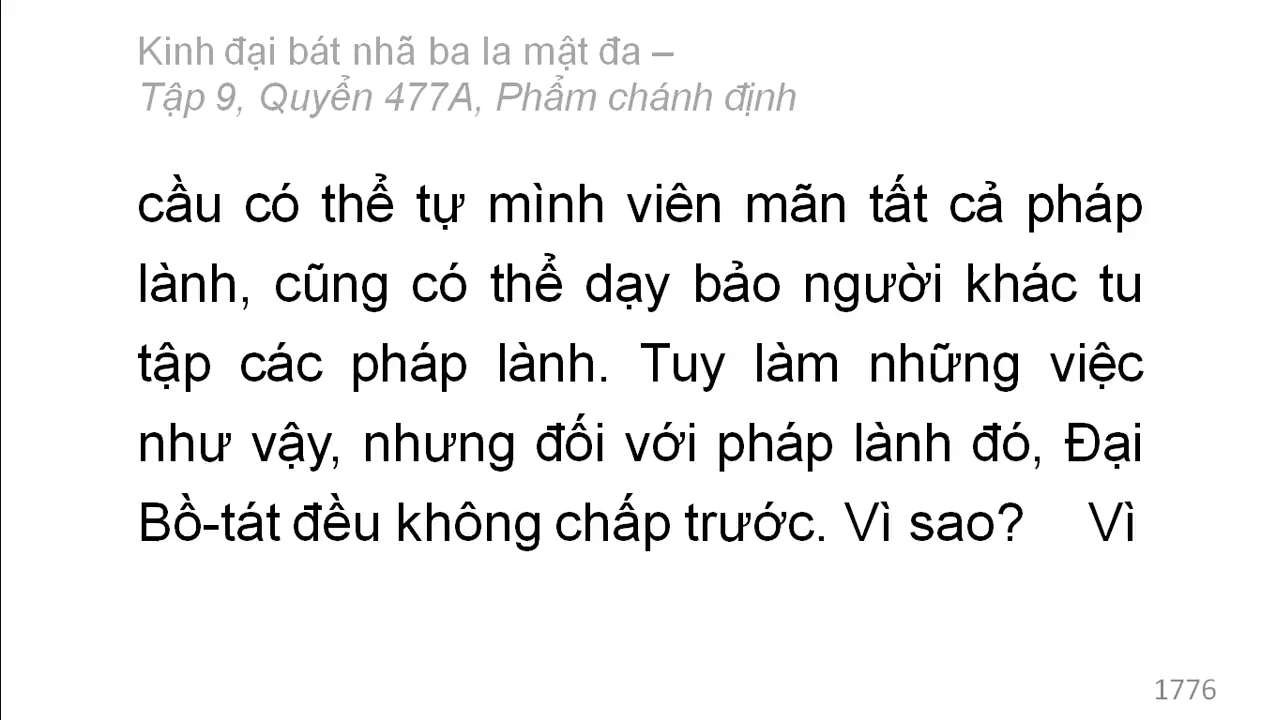 Kinh đại bát nhã ba la mật đa –
Tập 9, Quyển 477A, Phẩm chánh định
cầu có thể tự mình viên mãn tất cả pháp
lành, cũng có thể dạy bảo người khác tu
tập các pháp lành. Tuy làm những việc
như vậy, nhưng đối với pháp lành đó, Đại
Bồ-tát đều không chấp trước. Vì sao? Vì
1776